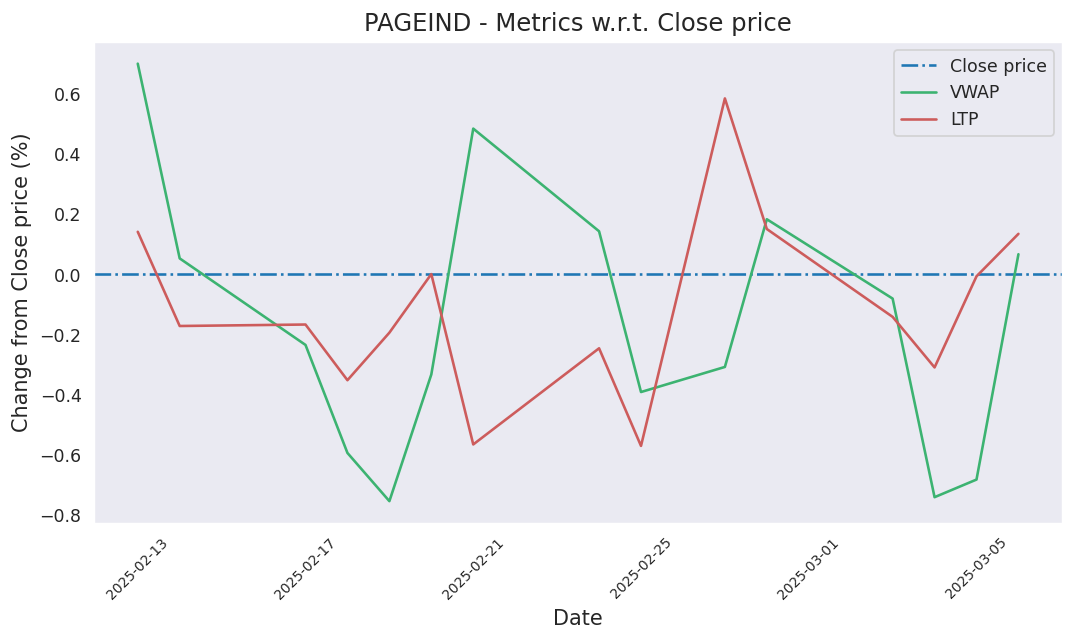 PAGEIND - Metrics w.r.t. Close price
Close price
VWAP
LTP
Change from Close price (%)
0.6
0.4
0.2
0.0
−0.2
−0.4
−0.6
−0.8
2025-02-13
2025-02-17
2025-02-21
2025-02-25
2025-03-01
2025-03-05
Date